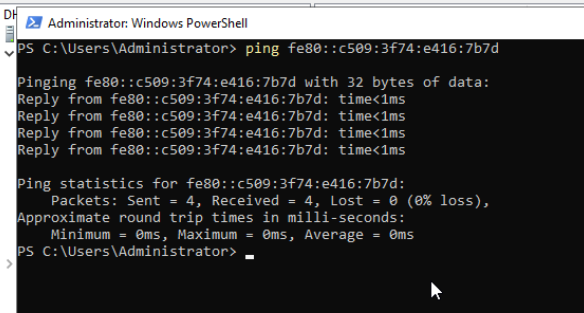 DH
Administrator: Windows PowerShell
PS C:\Users\Administrator> ping fe80::c509:3f74:e416:7b7d
Pinging fe80::c509:3f74:e416:7b7d with 32 bytes of data:
Reply from fe80::c509:3f74:e416:7b7d: time<1ms
Reply from fe80::c509:3f74:e416:7b7d: time<1ms
Reply from fe80::c509:3f74:e416:7b7d: time<1ms
Reply from fe80::c509:3f74:e416:7b7d: time<1ms
Ping statistics for fe80::c509:3f74:e416:7b7d:
    Packets: Sent = 4, Received = 4, Lost = 0 (0% loss),
Approximate round trip times in milli-seconds:
    Minimum = 0ms, Maximum = 0ms, Average = 0ms
PS C:\Users\Administrator>